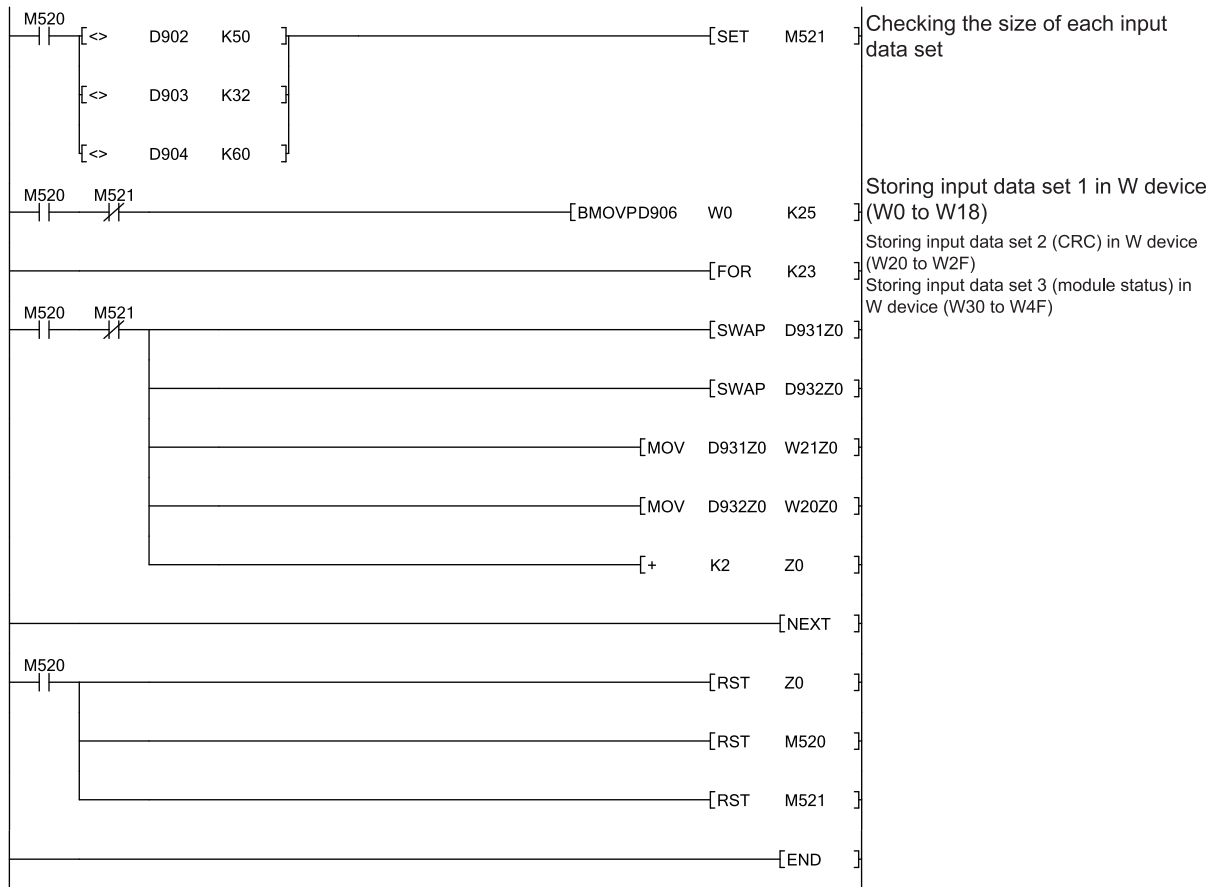 M520
[<> D902 K50 ]
[SET M521 ]
Checking the size of each input
data set
[<> D903 K32 ]
[<> D904 K60 ]
M520 M521
[BMOVPD906 W0 K25 ]
Storing input data set 1 in W device
(W0 to W18)
Storing input data set 2 (CRC) in W device
(W20 to W2F)
[FOR K23 ]
Storing input data set 3 (module status) in
W device (W30 to W4F)
M520 M521
[SWAP D931Z0 ]
[SWAP D932Z0 ]
[MOV D931Z0 W21Z0 ]
[MOV D932Z0 W20Z0 ]
[+ K2 Z0 ]
[NEXT ]
M520
[RST Z0 ]
[RST M520 ]
[RST M521 ]
[END ]